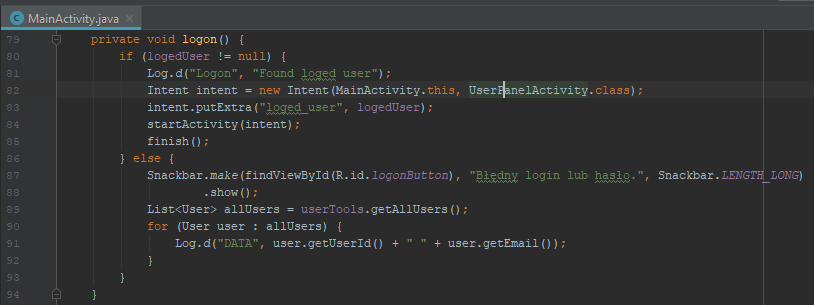 MainActivity.java
79 private void logon() {
80 if (logedUser != null) {
81 Log.d("Logon", "Found loged user");
82 Intent intent = new Intent(MainActivity.this, UserPanelActivity.class);
83 intent.putExtra("loged_user", logedUser);
84 startActivity(intent);
85 finish();
86 } else {
87 Snackbar.make(findViewById(R.id.logonButton), "Błędny login lub hasło.", Snackbar.LENGTH_LONG)
88 .show();
89 List<User> allUsers = userTools.getAllUsers();
90 for (User user : allUsers) {
91 Log.d("DATA", user.getUserId() + " " + user.getEmail());
92 }
93 }
94 }